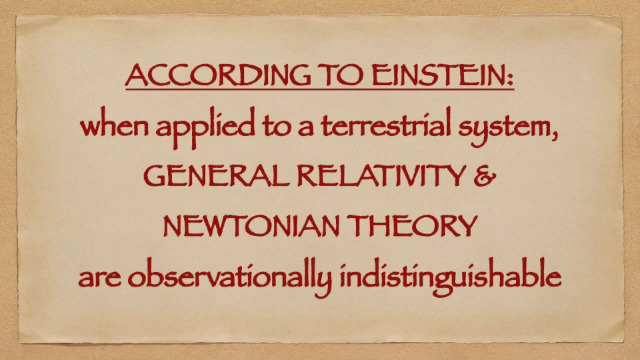 ACCORDING TO EINSTEIN:
when applied to a terrestrial system,
GENERAL RELATIVITY &
NEWTONIAN THEORY
are observationally indistinguishable